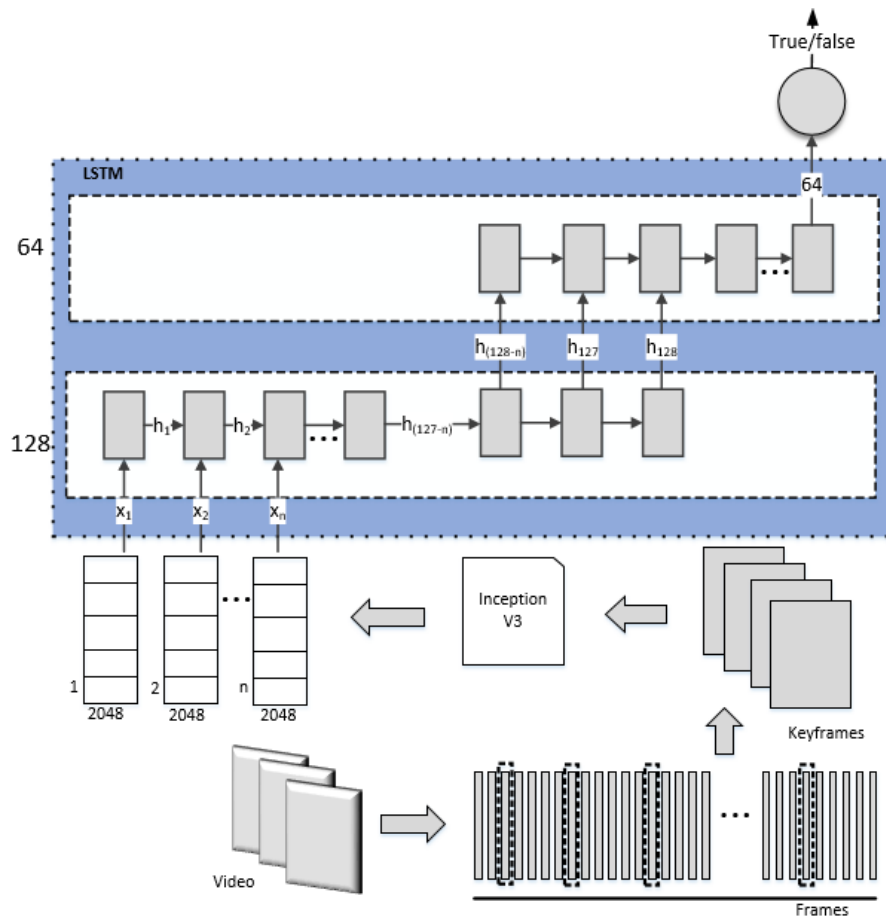 True/false
LSTM
64
64
h(128-n)
h127
h128
128
h1
h2
...
h(127-n)
x1
x2
xn
Inception
V3
...
1
2
n
2048
2048
2048
Keyframes
Video
...
Frames